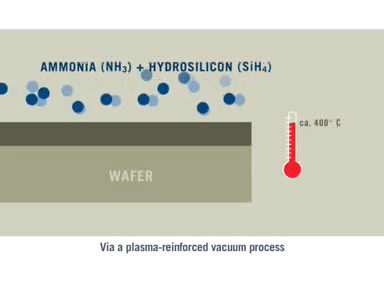 AMMONIA (NH₃) + HYDROSILICON (SiH₄)
ca. 400° C
WAFER
Via a plasma-reinforced vacuum process